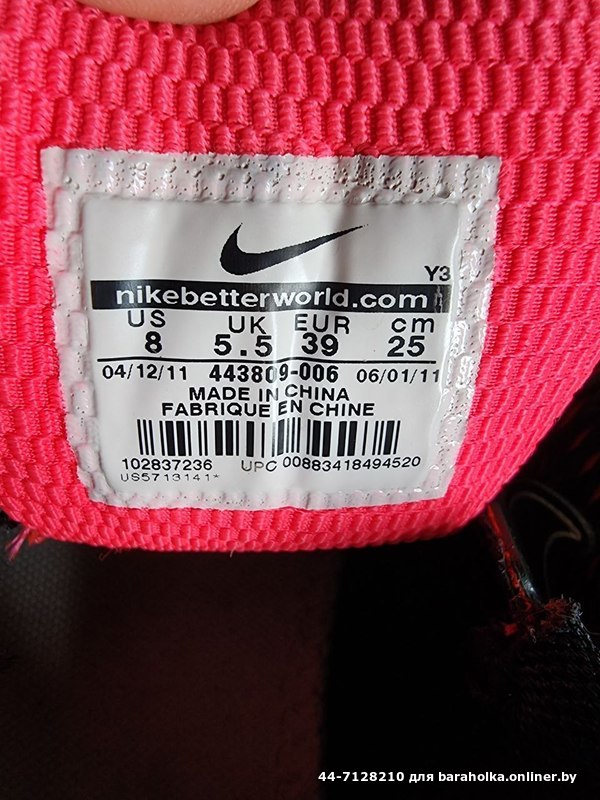 Y3
nikebetterworld.com
US UK EUR cm
8 5.5 39 25
04/12/11 443809-006 06/01/11
MADE IN CHINA
FABRIQUE EN CHINE
102837236 UPC 00883418494520
US5713141*
44-7128210 для baraholka.onliner.by